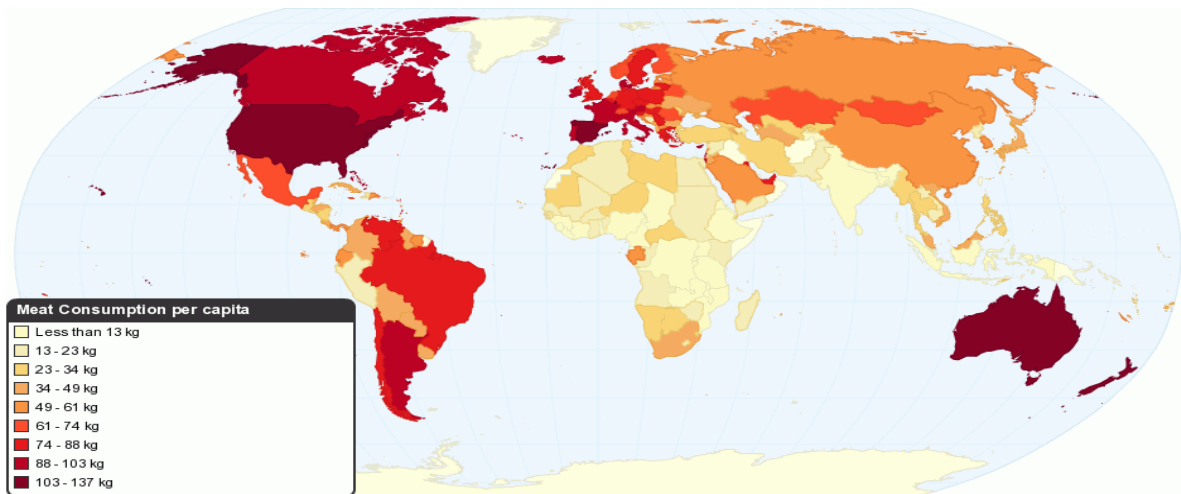 Meat Consumption per capita
Less than 13 kg
13 - 23 kg
23 - 34 kg
34 - 49 kg
49 - 61 kg
61 - 74 kg
74 - 88 kg
88 - 103 kg
103 - 137 kg